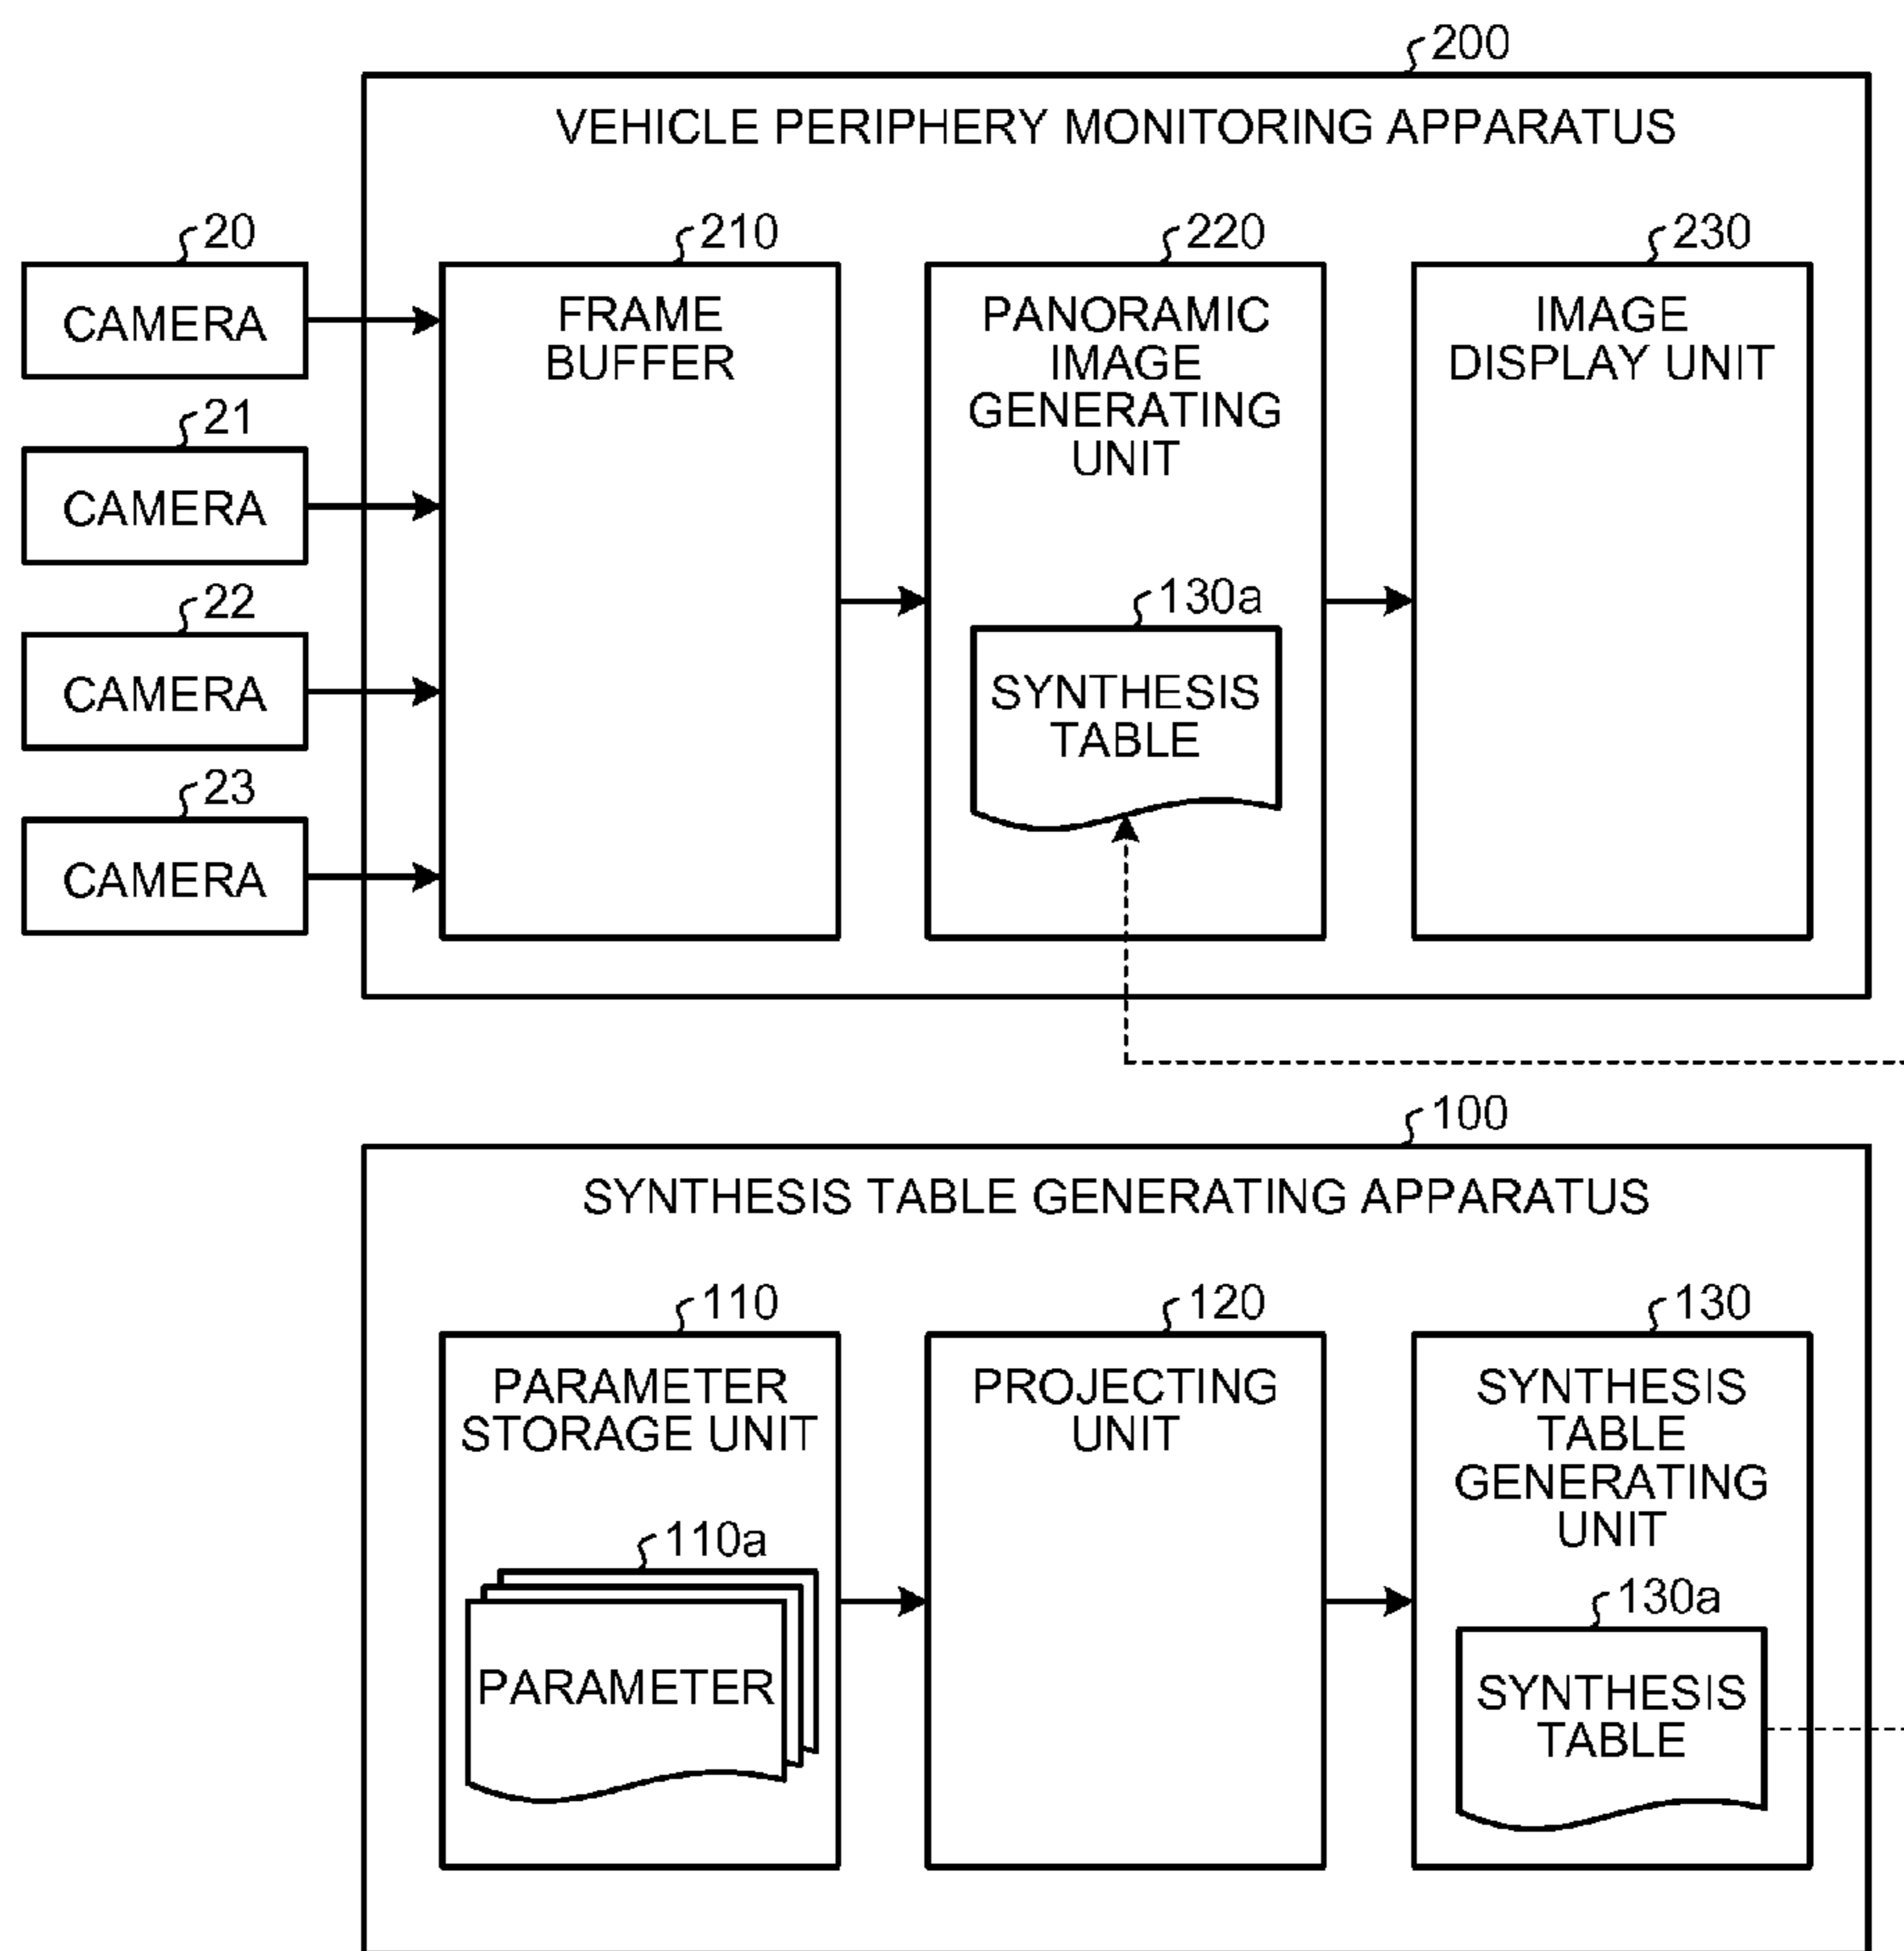 200
VEHICLE PERIPHERY MONITORING APPARATUS
20
CAMERA
21
CAMERA
22
CAMERA
23
CAMERA
210
FRAME
BUFFER
220
PANORAMIC
IMAGE
GENERATING
UNIT
130a
SYNTHESIS
TABLE
230
IMAGE
DISPLAY UNIT
100
SYNTHESIS TABLE GENERATING APPARATUS
110
PARAMETER
STORAGE UNIT
110a
PARAMETER
120
PROJECTING
UNIT
130
SYNTHESIS
TABLE
GENERATING
UNIT
130a
SYNTHESIS
TABLE